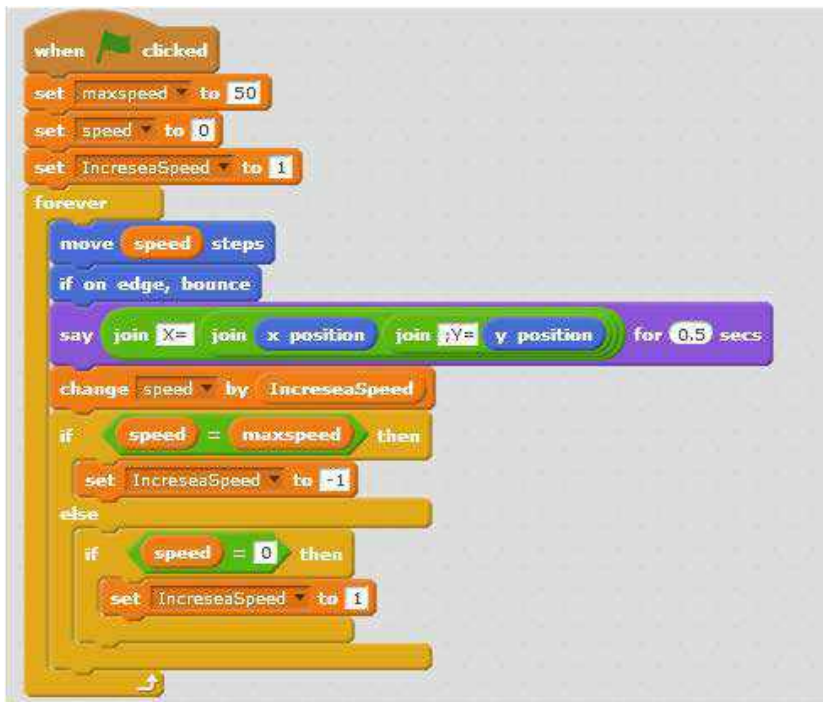 when clicked
set maxspeed to 50
set speed to 0
set IncreseaSpeed to 1
forever
move speed steps
if on edge, bounce
say join X= join x position join ;Y= y position for 0.5 secs
change speed by IncreseaSpeed
if speed = maxspeed then
set IncreseaSpeed to -1
else
if speed = 0 then
set IncreseaSpeed to 1